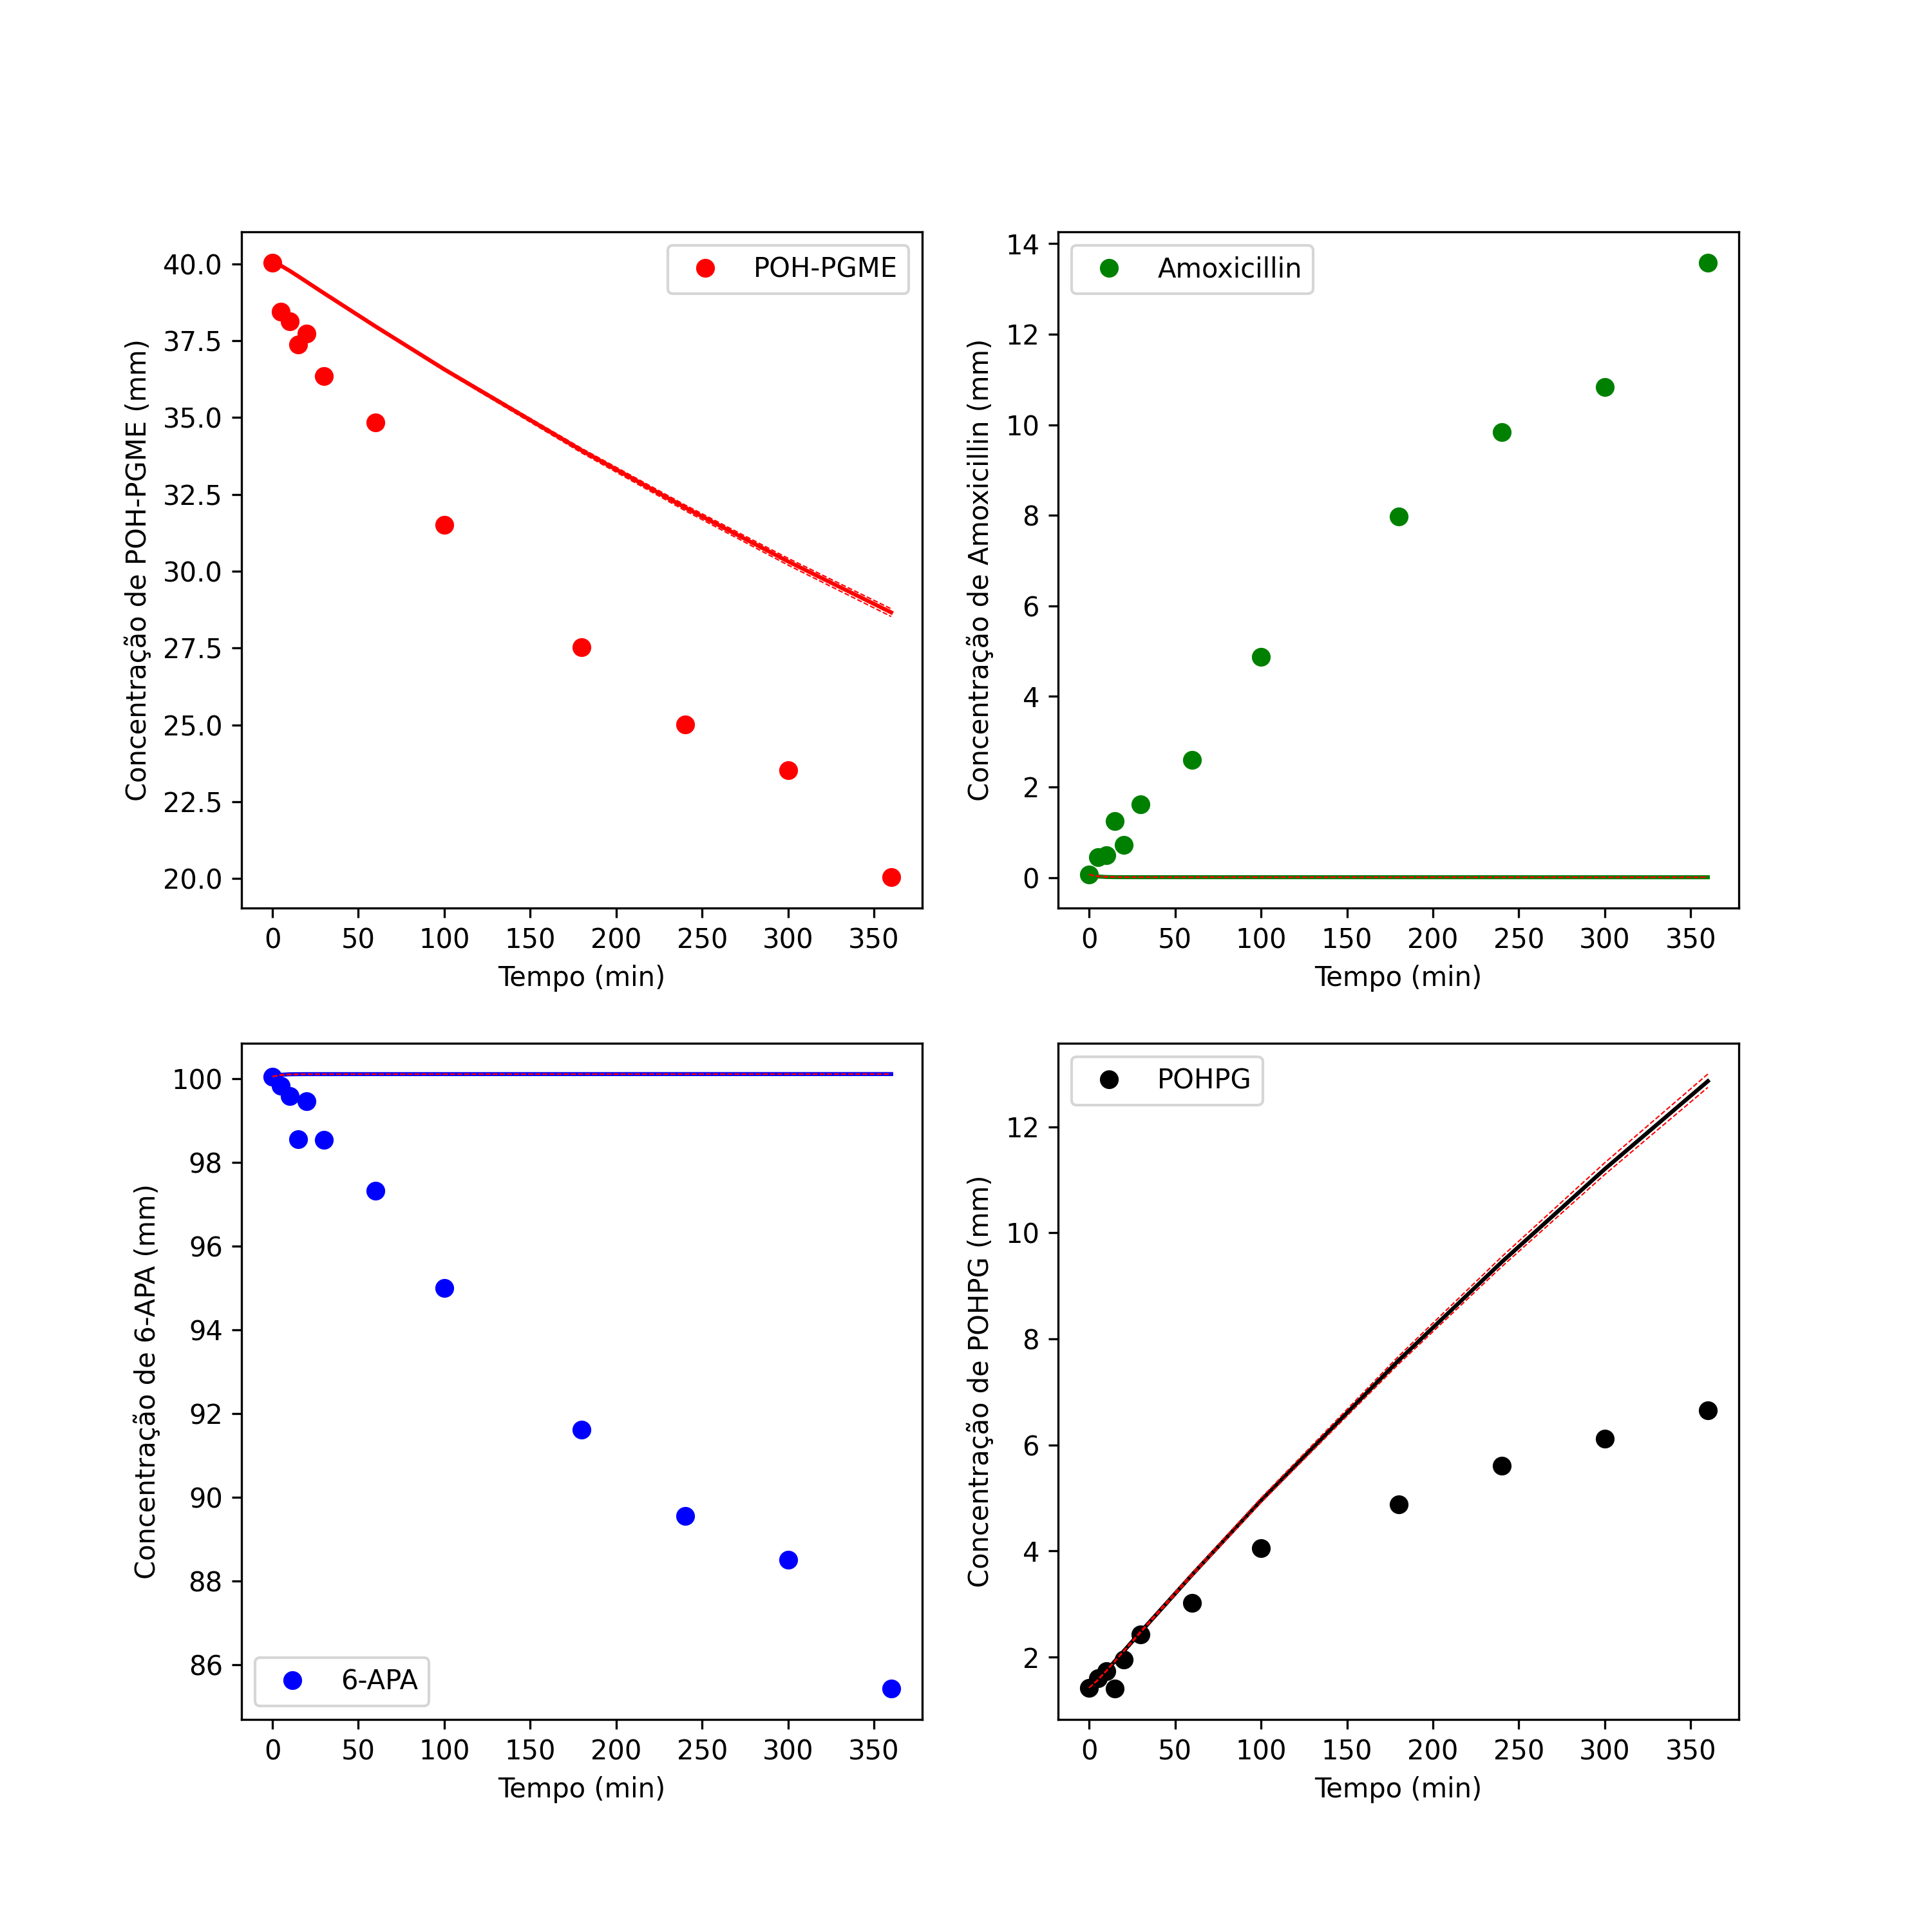 Concentração de POH-PGME (mm)
40.0
37.5
35.0
32.5
30.0
27.5
25.0
22.5
20.0
POH-PGME
0 50 100 150 200 250 300 350
Tempo (min)
Concentração de Amoxicillin (mm)
14
12
10
8
6
4
2
0
Amoxicillin
0 50 100 150 200 250 300 350
Tempo (min)
Concentração de 6-APA (mm)
100
98
96
94
92
90
88
86
6-APA
0 50 100 150 200 250 300 350
Tempo (min)
Concentração de POHPG (mm)
12
10
8
6
4
2
POHPG
0 50 100 150 200 250 300 350
Tempo (min)